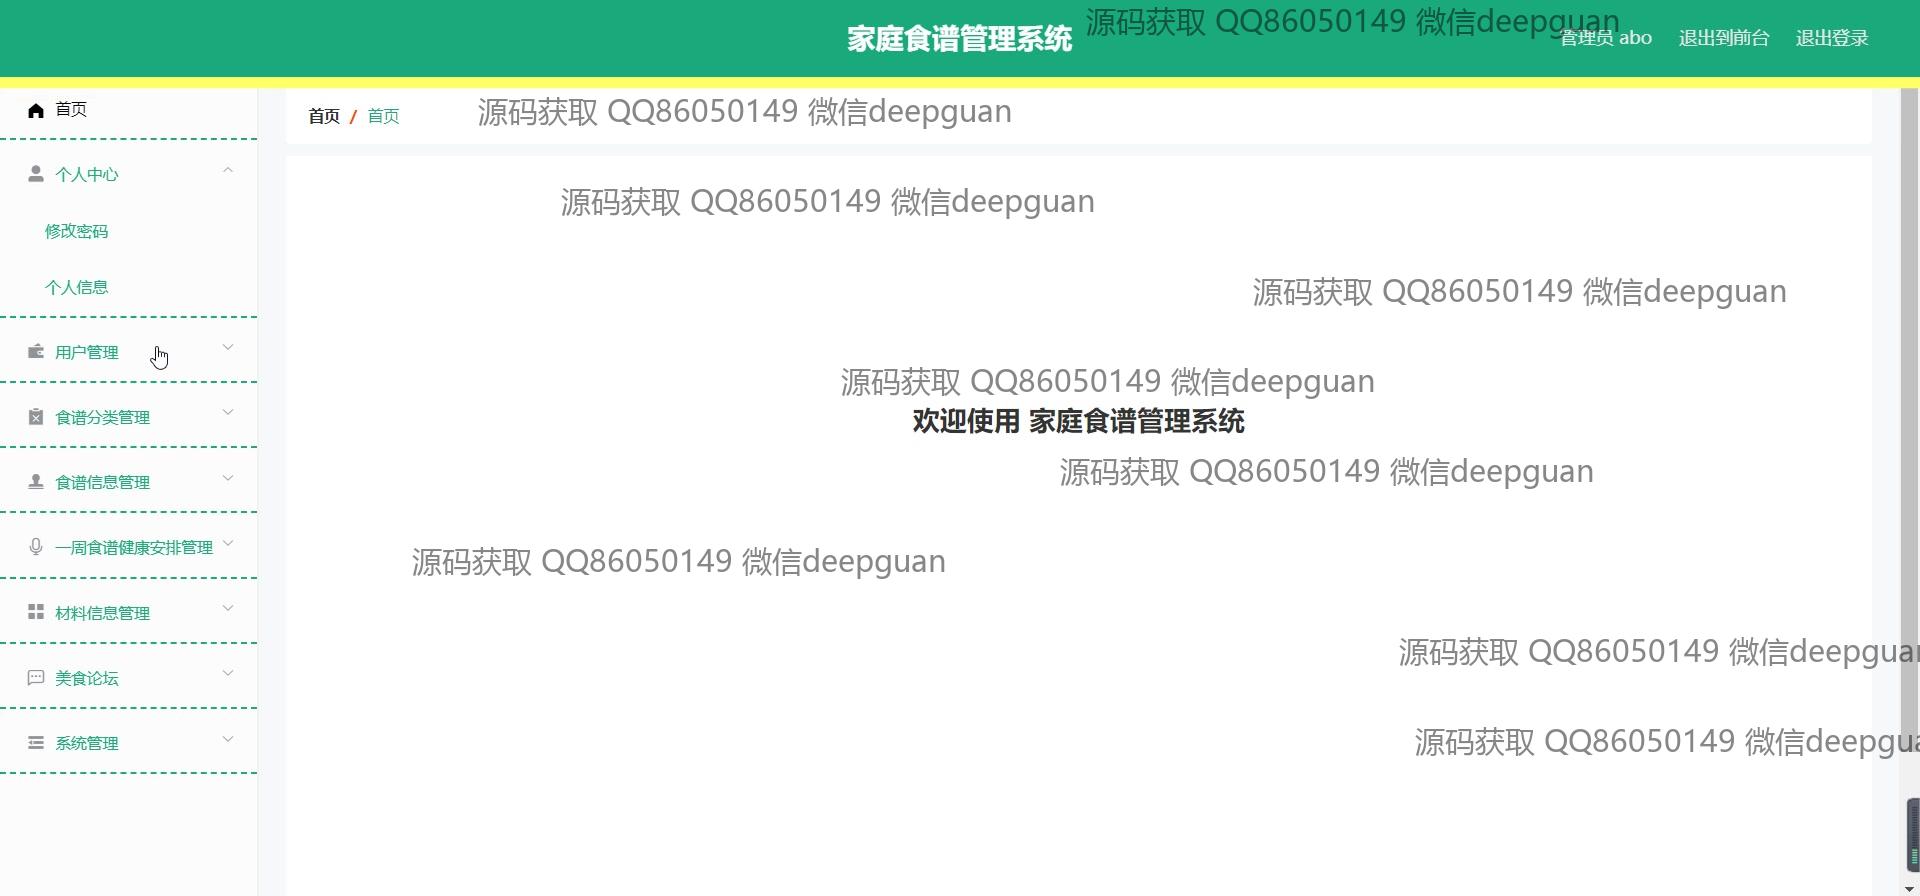 家庭食谱管理系统
源码获取 QQ86050149 微信deepguan
管理员 abo
退出到前台
退出登录
首页
首页 / 首页
源码获取 QQ86050149 微信deepguan
个人中心
源码获取 QQ86050149 微信deepguan
修改密码
个人信息
源码获取 QQ86050149 微信deepguan
用户管理
源码获取 QQ86050149 微信deepguan
食谱分类管理
欢迎使用 家庭食谱管理系统
源码获取 QQ86050149 微信deepguan
食谱信息管理
一周食谱健康安排管理
源码获取 QQ86050149 微信deepguan
材料信息管理
源码获取 QQ86050149 微信deepguan
美食论坛
系统管理
源码获取 QQ86050149 微信deepgua